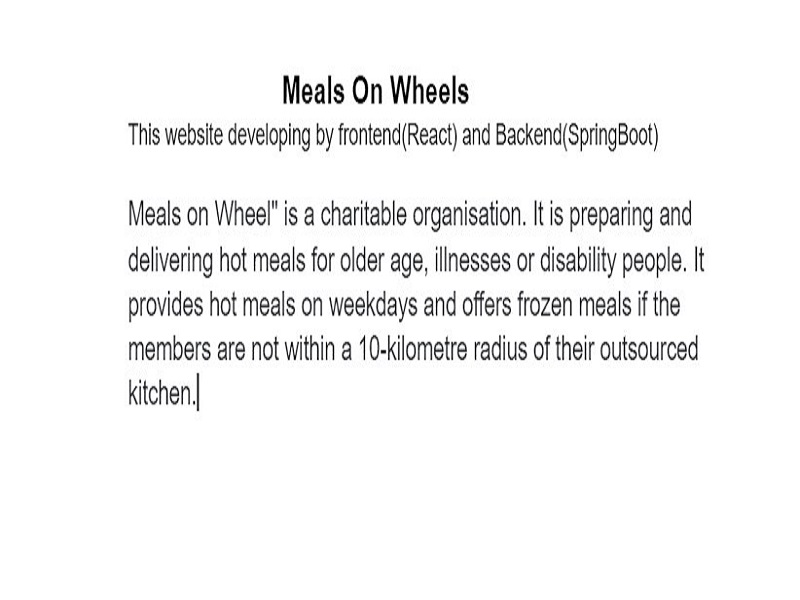 Meals On Wheels
This website developing by frontend(React) and Backend(SpringBoot)
Meals on Wheel" is a charitable organisation. It is preparing and
delivering hot meals for older age, illnesses or disability people. It
provides hot meals on weekdays and offers frozen meals if the
members are not within a 10-kilometre radius of their outsourced
kitchen.